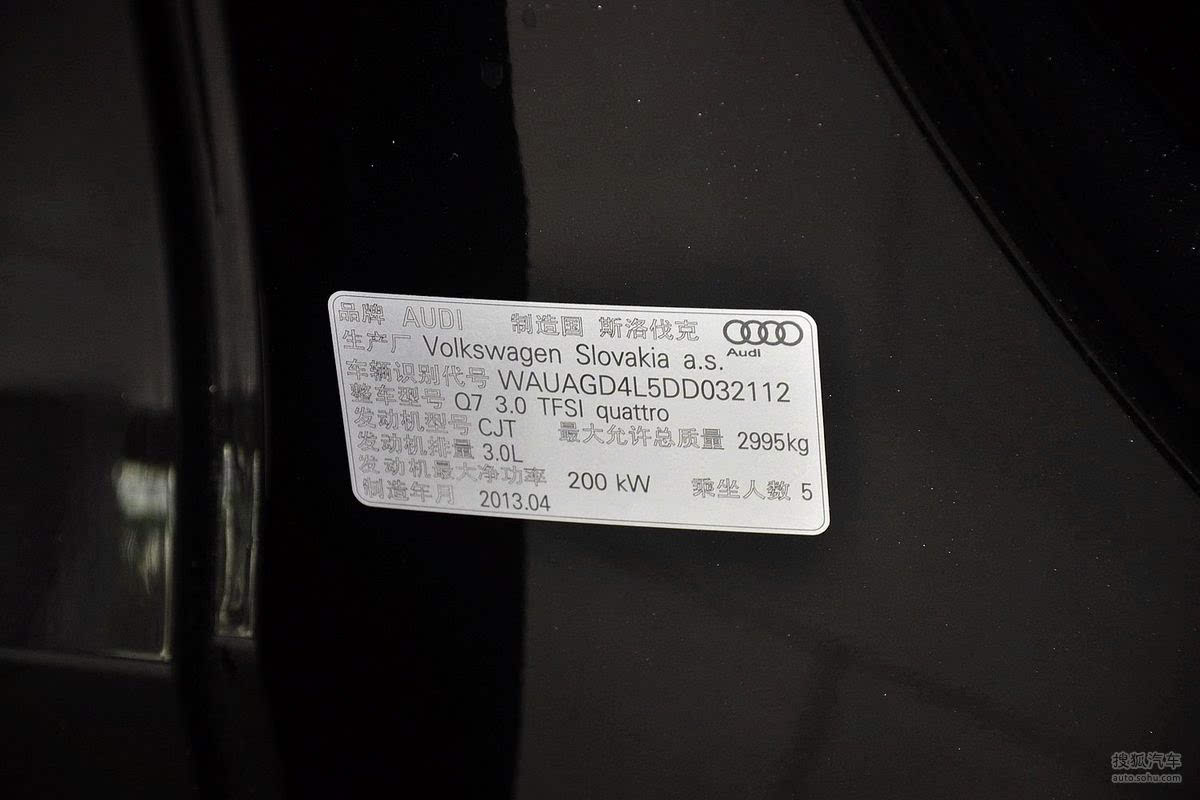 品牌 AUDI 制造国 斯洛伐克
Audi
生产厂 Volkswagen Slovakia a.s.
车辆识别代号 WAUAGD4L5DD032112
整车型号 Q7 3.0 TFSI quattro
发动机型号 CJT 最大允许总质量 2995kg
发动机排量 3.0L
发动机最大净功率 200 kW 乘坐人数 5
制造年月 2013.04
搜狐汽车
auto.sohu.com